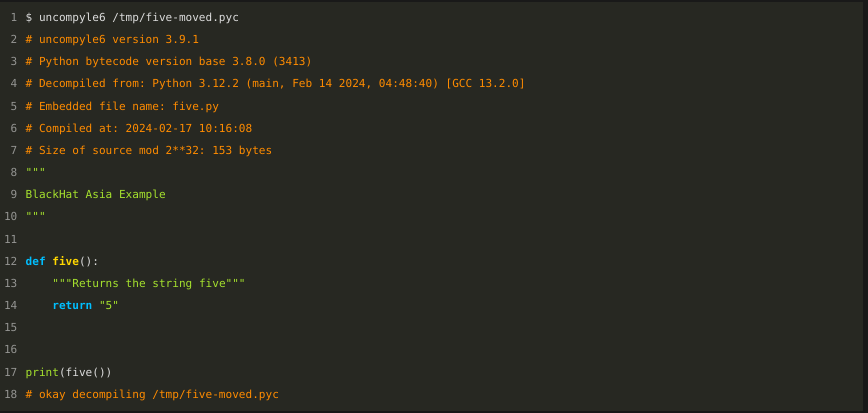 1 $ uncompyle6 /tmp/five-moved.pyc
2 # uncompyle6 version 3.9.1
3 # Python bytecode version base 3.8.0 (3413)
4 # Decompiled from: Python 3.12.2 (main, Feb 14 2024, 04:48:40) [GCC 13.2.0]
5 # Embedded file name: five.py
6 # Compiled at: 2024-02-17 10:16:08
7 # Size of source mod 2**32: 153 bytes
8 """
9 BlackHat Asia Example
10 """
11
12 def five():
13     """Returns the string five"""
14     return "5"
15
16
17 print(five())
18 # okay decompiling /tmp/five-moved.pyc